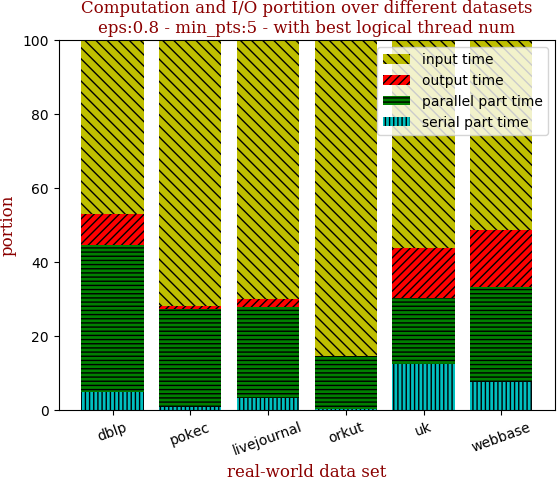 Computation and I/O portition over different datasets
eps:0.8 - min_pts:5 - with best logical thread num
100
80
60
40
20
0
portion
input time
output time
parallel part time
serial part time
dblp
pokec
livejournal
orkut
uk
webbase
real-world data set